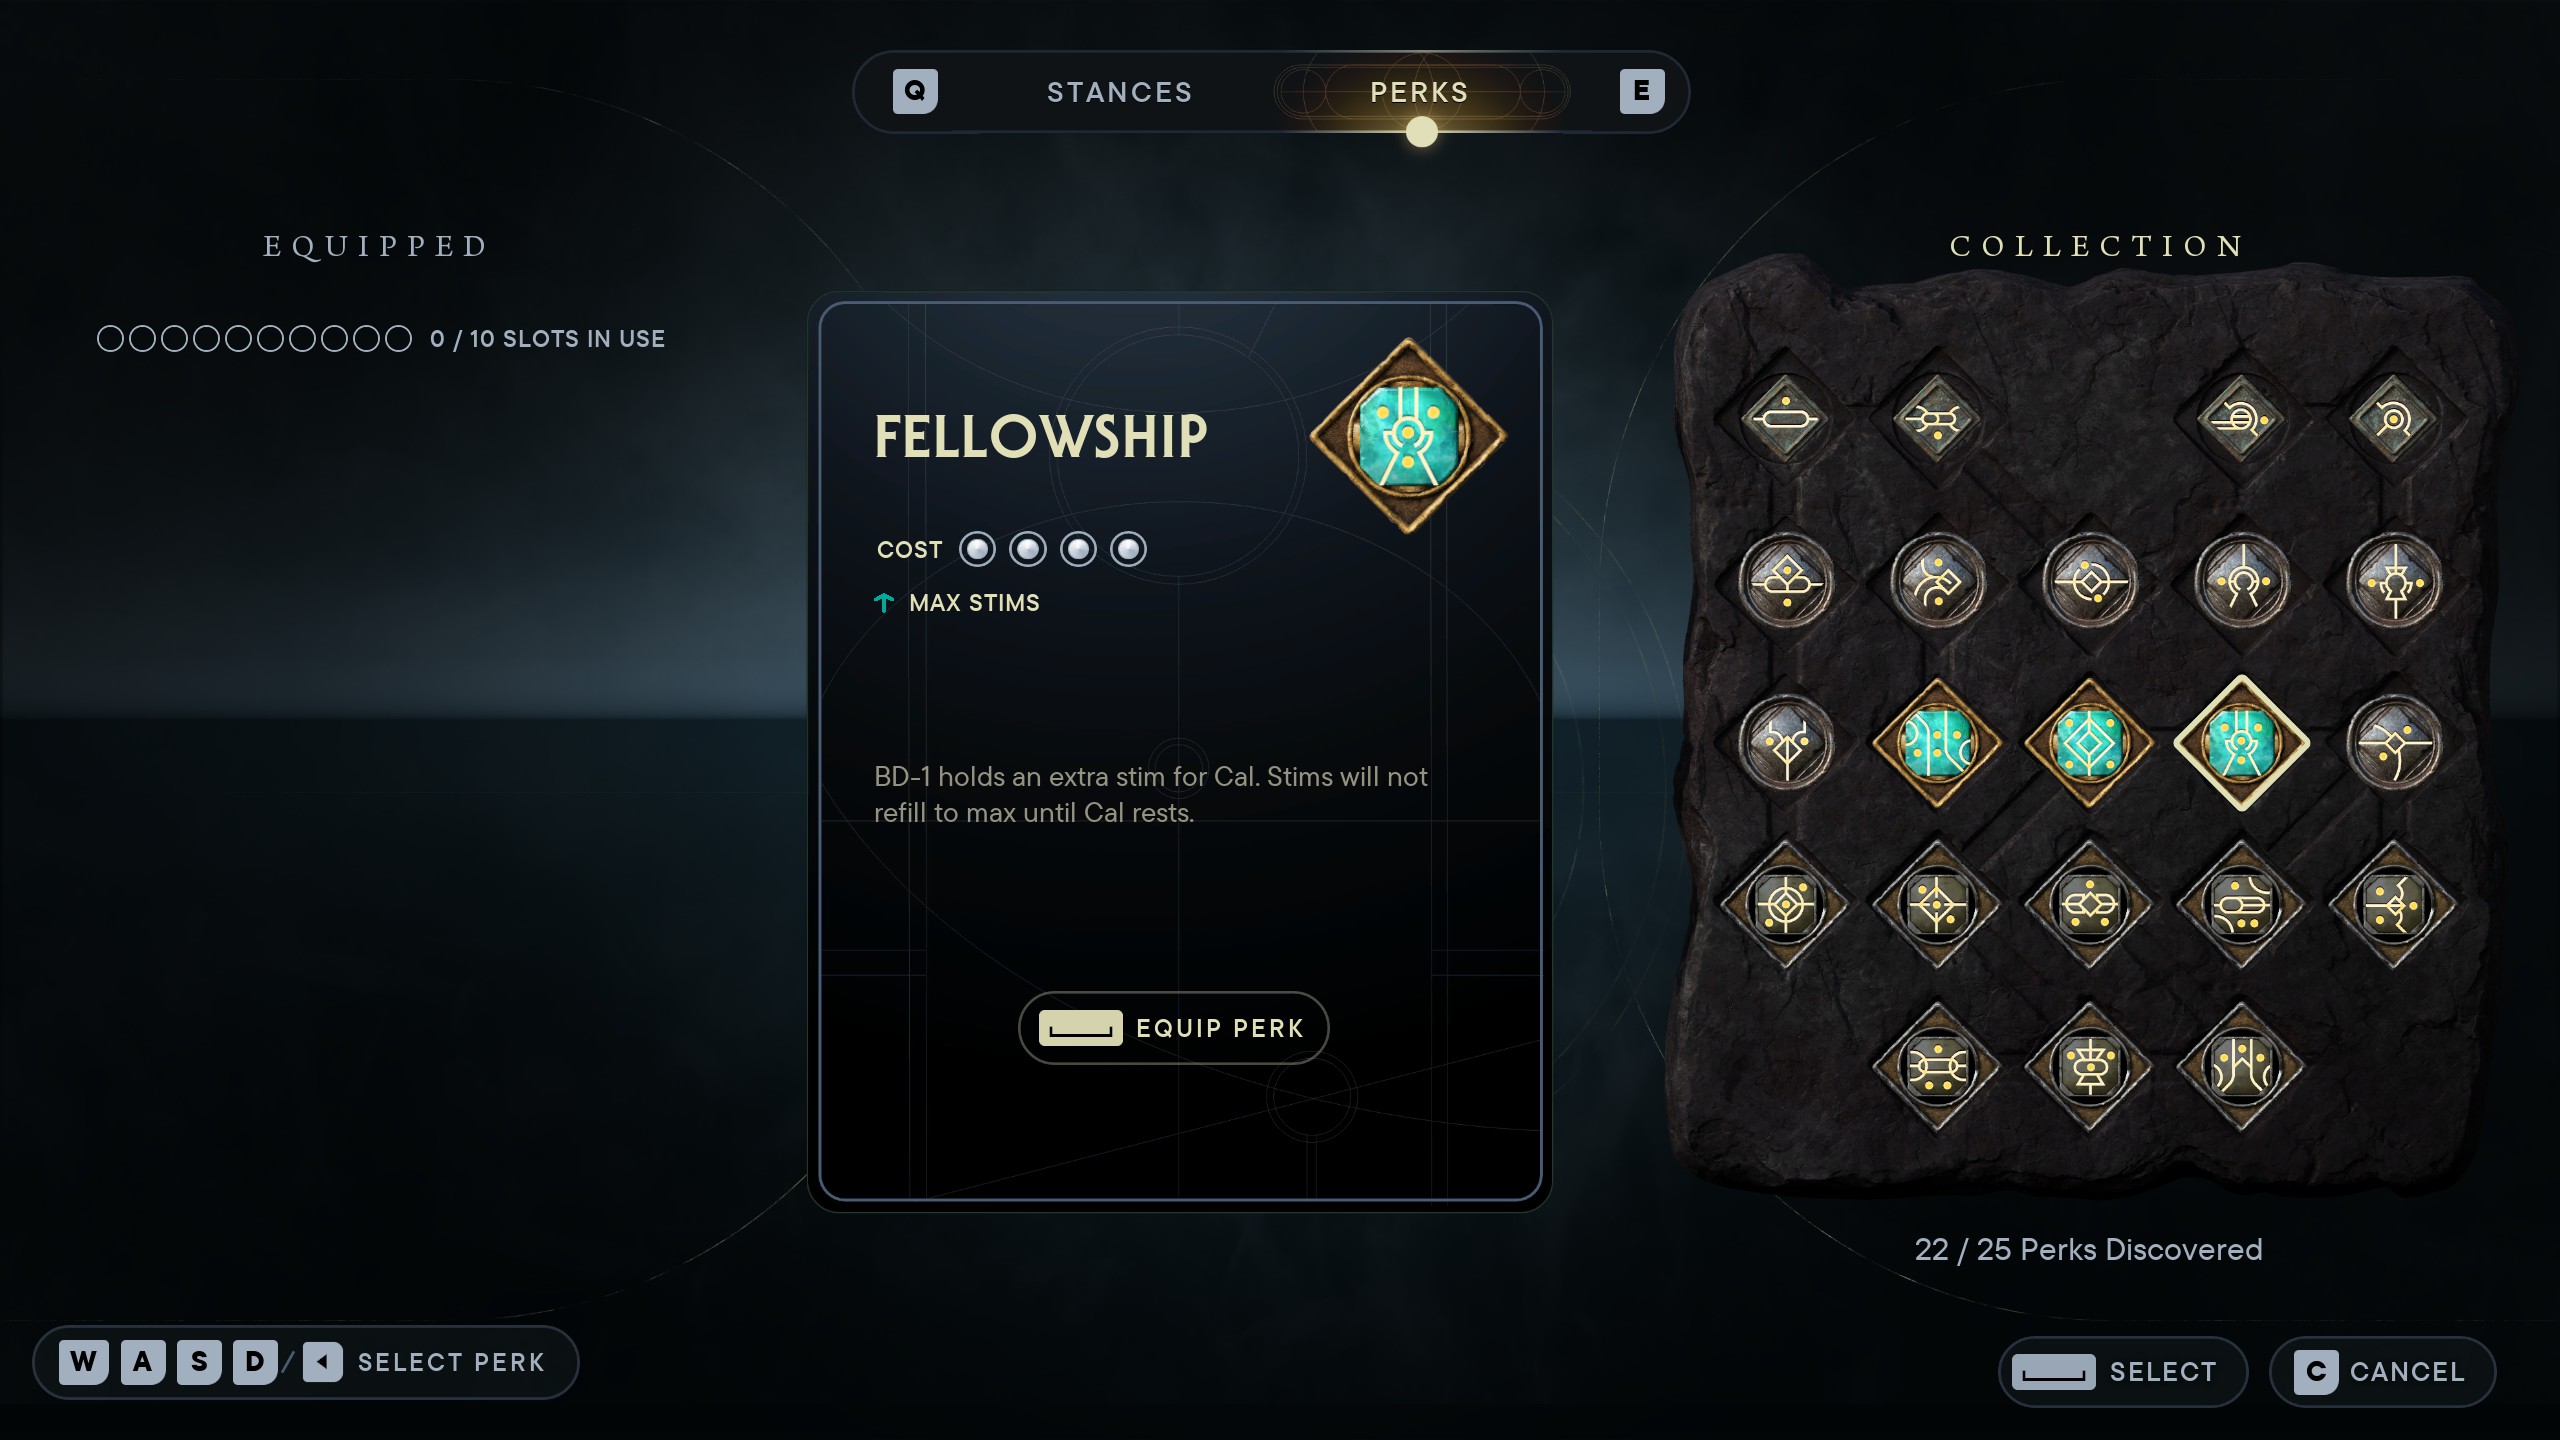 Q STANCES PERKS E
EQUIPPED
0 / 10 SLOTS IN USE
FELLOWSHIP
COST
MAX STIMS
BD-1 holds an extra stim for Cal. Stims will not
refill to max until Cal rests.
EQUIP PERK
COLLECTION
22 / 25 Perks Discovered
W A S D / SELECT PERK
SELECT
C CANCEL